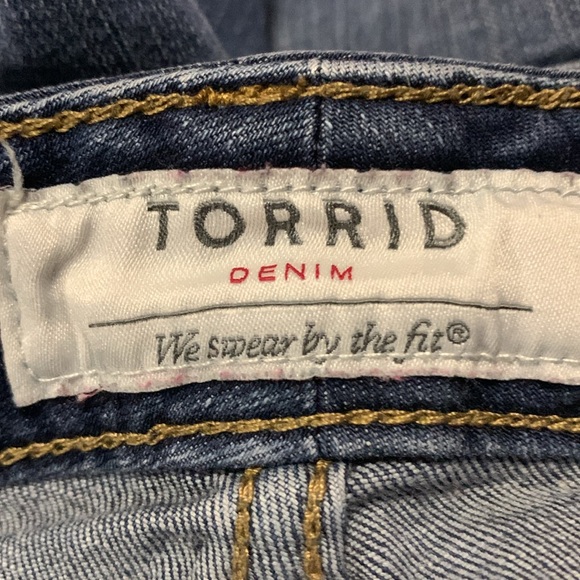 TORRID
DENIM
We swear by the fit®